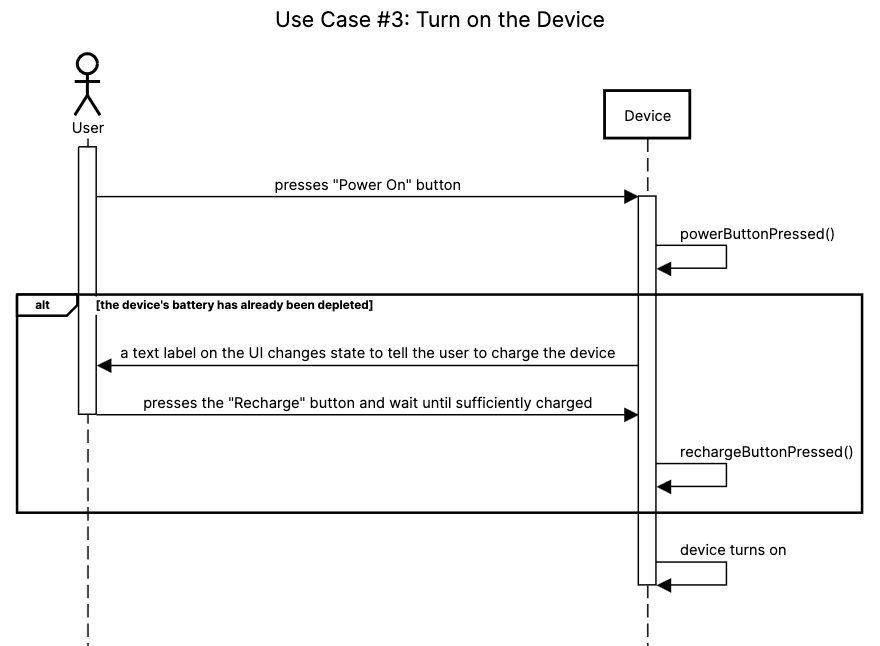 Use Case #3: Turn on the Device
User
Device
presses "Power On" button
powerButtonPressed()
alt
[the device's battery has already been depleted]
a text label on the UI changes state to tell the user to charge the device
presses the "Recharge" button and wait until sufficiently charged
rechargeButtonPressed()
device turns on